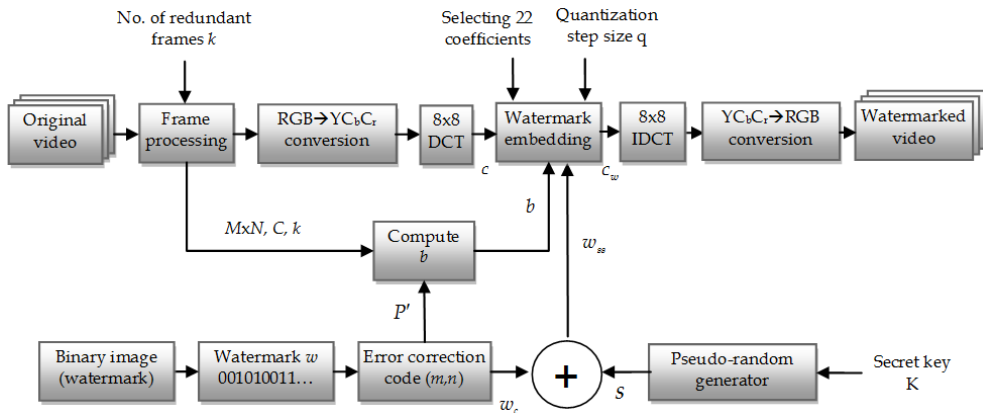 No. of redundant
frames k
Selecting 22
coefficients
Quantization
step size q
Original
video
Frame
processing
RGB→YCbCr
conversion
8x8
DCT
Watermark
embedding
8x8
IDCT
YCbCr→RGB
conversion
Watermarked
video
c
cw
MxN, C, k
Compute
b
b
wss
P'
Binary image
(watermark)
Watermark w
001010011…
Error correction
code (m,n)
wc
+
S
Pseudo-random
generator
Secret key
K